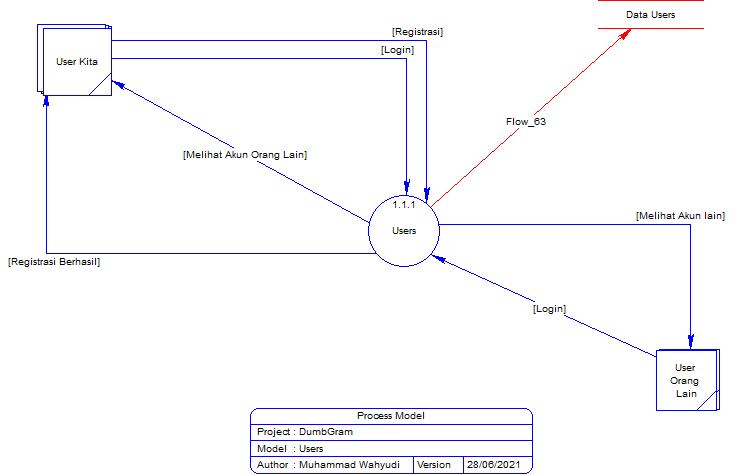 Data Users
[Registrasi]
[Login]
User Kita
Flow_63
[Melihat Akun Orang Lain]
1.1.1
Users
[Melihat Akun lain]
[Registrasi Berhasil]
[Login]
User
Orang
Lain
Process Model
Project : DumbGram
Model : Users
Author : Muhammad Wahyudi Version 28/06/2021